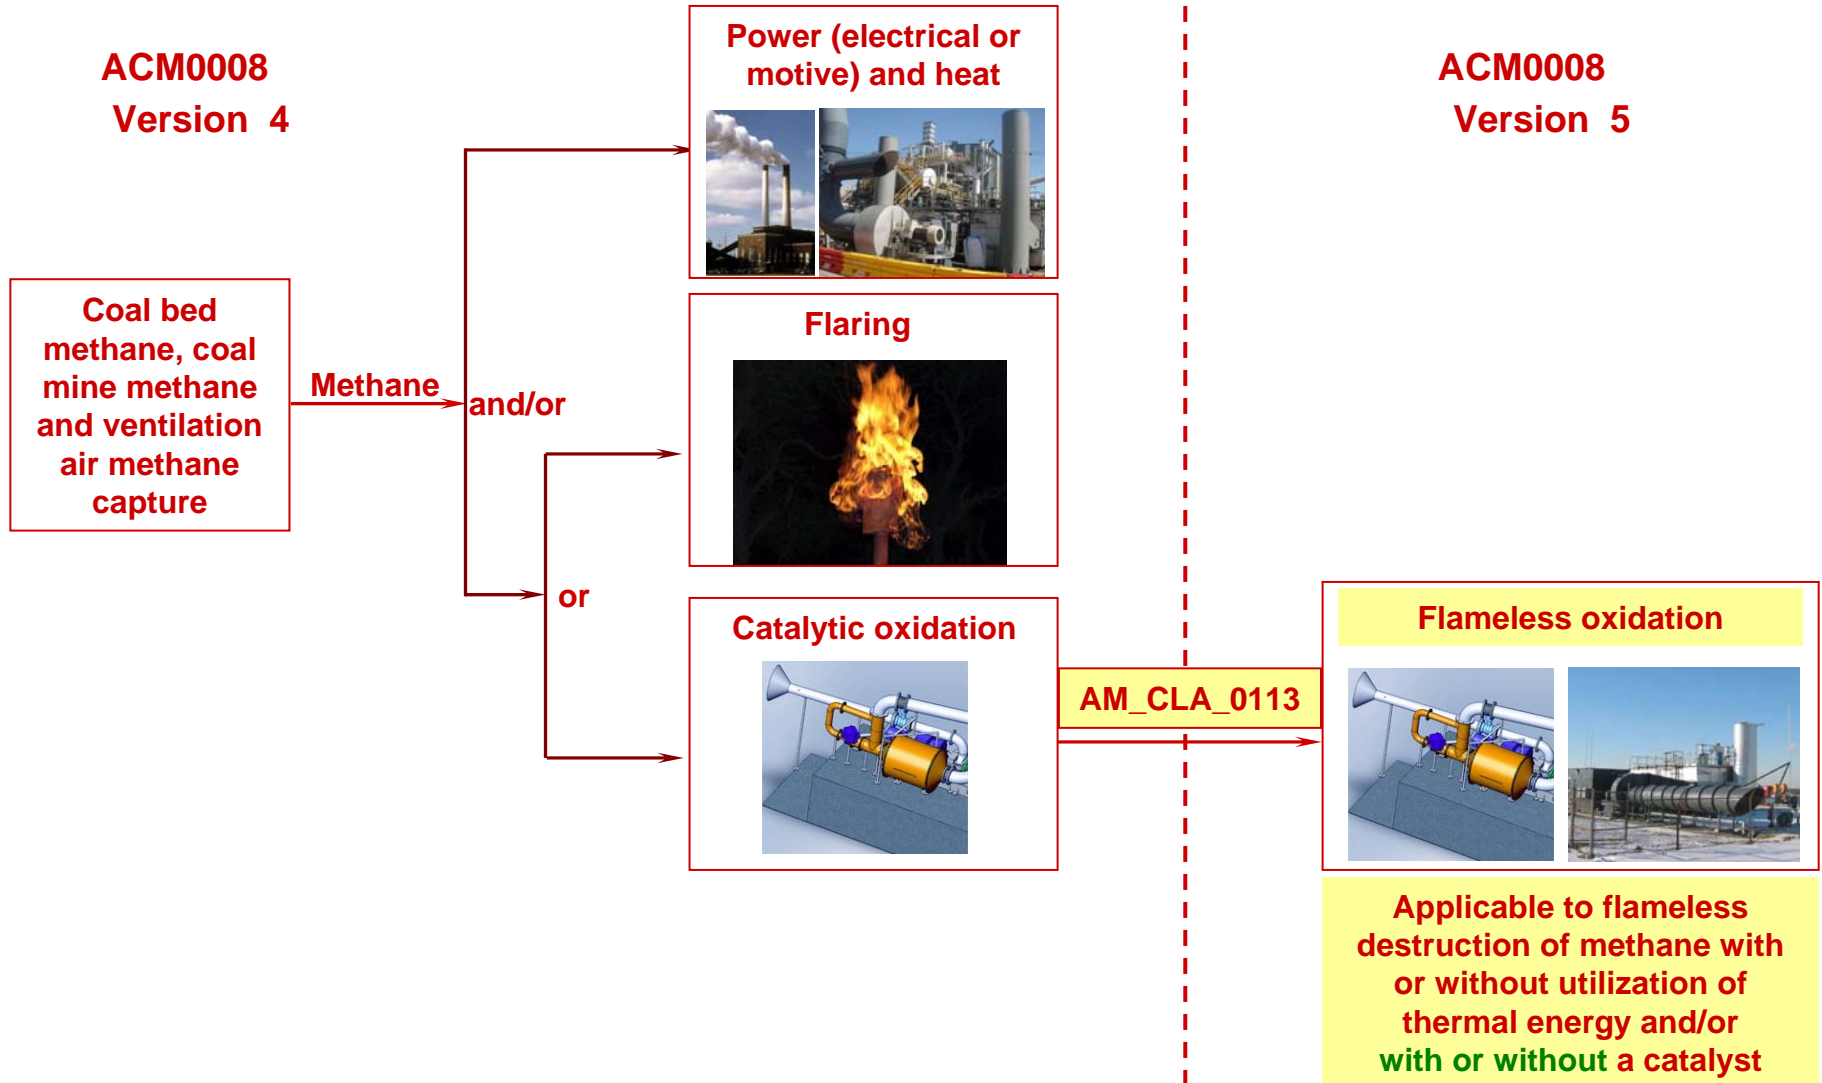 ACM0008
Version 4
Power (electrical or
motive) and heat
ACM0008
Version 5
Coal bed
methane, coal
mine methane
and ventilation
air methane
capture
Methane
and/or
Flaring
or
Catalytic oxidation
AM_CLA_0113
Flameless oxidation
Applicable to flameless
destruction of methane with
or without utilization of
thermal energy and/or
with or without a catalyst